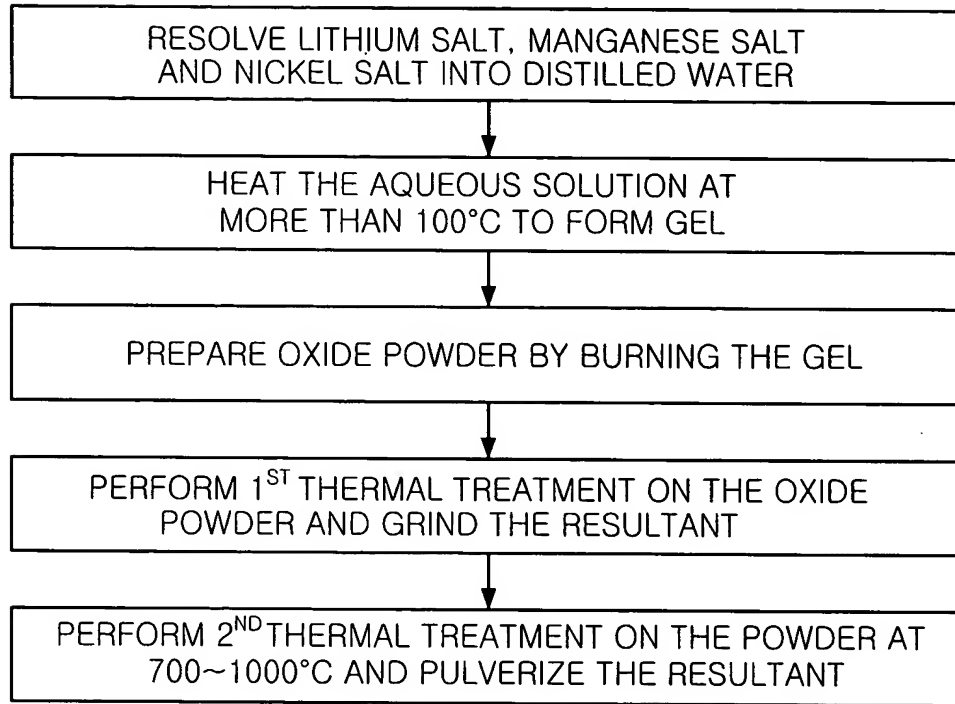 RESOLVE LITHIUM SALT, MANGANESE SALT
AND NICKEL SALT INTO DISTILLED WATER
HEAT THE AQUEOUS SOLUTION AT
MORE THAN 100°C TO FORM GEL
PREPARE OXIDE POWDER BY BURNING THE GEL
PERFORM 1ST THERMAL TREATMENT ON THE OXIDE
POWDER AND GRIND THE RESULTANT
PERFORM 2ND THERMAL TREATMENT ON THE POWDER AT
700~1000°C AND PULVERIZE THE RESULTANT